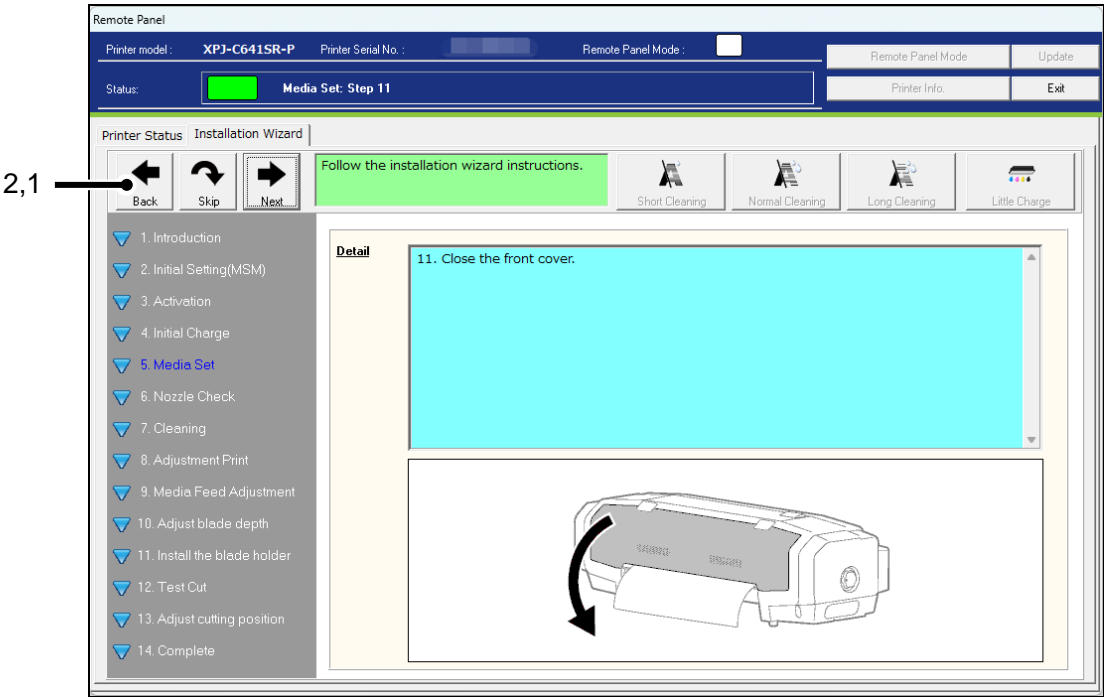 Remote Panel
Printer model : XPJ-C641SR-P Printer Serial No. : Remote Panel Mode :
Remote Panel Mode Update
Status: Media Set: Step 11
Printer Info. Exit
Printer Status Installation Wizard
2,1
Back Skip Next
Follow the installation wizard instructions.
Short Cleaning Normal Cleaning Long Cleaning Little Charge
1. Introduction
2. Initial Setting(MSM)
3. Activation
4. Initial Charge
5. Media Set
6. Nozzle Check
7. Cleaning
8. Adjustment Print
9. Media Feed Adjustment
10. Adjust blade depth
11. Install the blade holder
12. Test Cut
13. Adjust cutting position
14. Complete
Detail
11. Close the front cover.